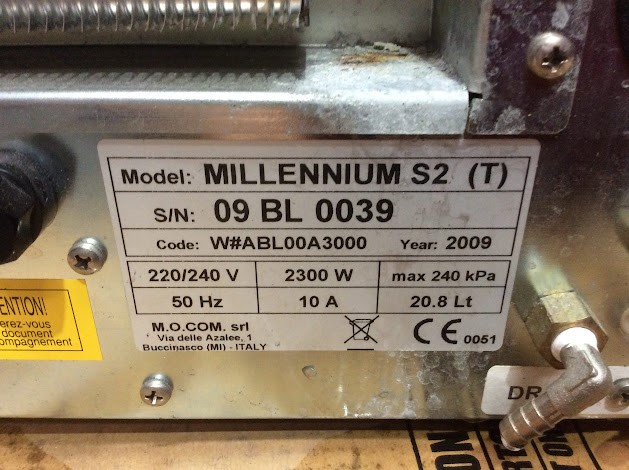 Model: MILLENNIUM S2 (T)
S/N: 09 BL 0039
Code: W#ABL00A3000 Year: 2009
220/240 V 2300 W max 240 kPa
50 Hz 10 A 20.8 Lt
M.O.COM. srl
Via delle Azalee, 1
Buccinasco (MI) - ITALY
CE 0051
ENTION!
erez-vous
document
ompagnement
DR
ON